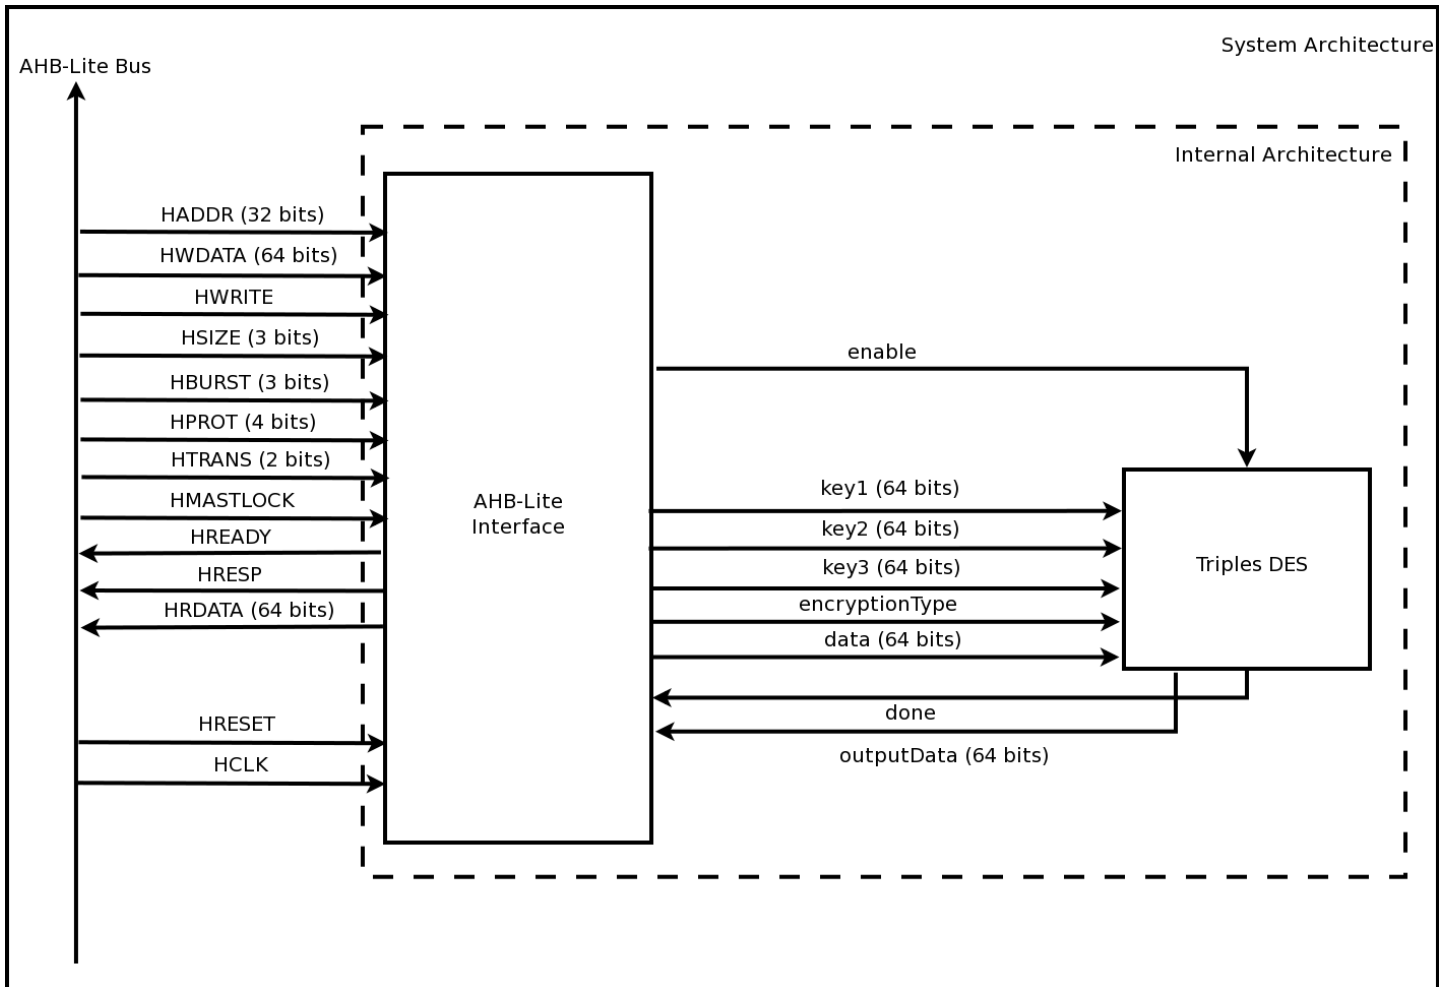 System Architecture
AHB-Lite Bus
Internal Architecture
HADDR (32 bits)
HWDATA (64 bits)
HWRITE
HSIZE (3 bits)
HBURST (3 bits)
HPROT (4 bits)
HTRANS (2 bits)
HMASTLOCK
HREADY
HRESP
HRDATA (64 bits)
HRESET
HCLK
AHB-Lite
Interface
enable
key1 (64 bits)
key2 (64 bits)
key3 (64 bits)
encryptionType
data (64 bits)
done
outputData (64 bits)
Triples DES